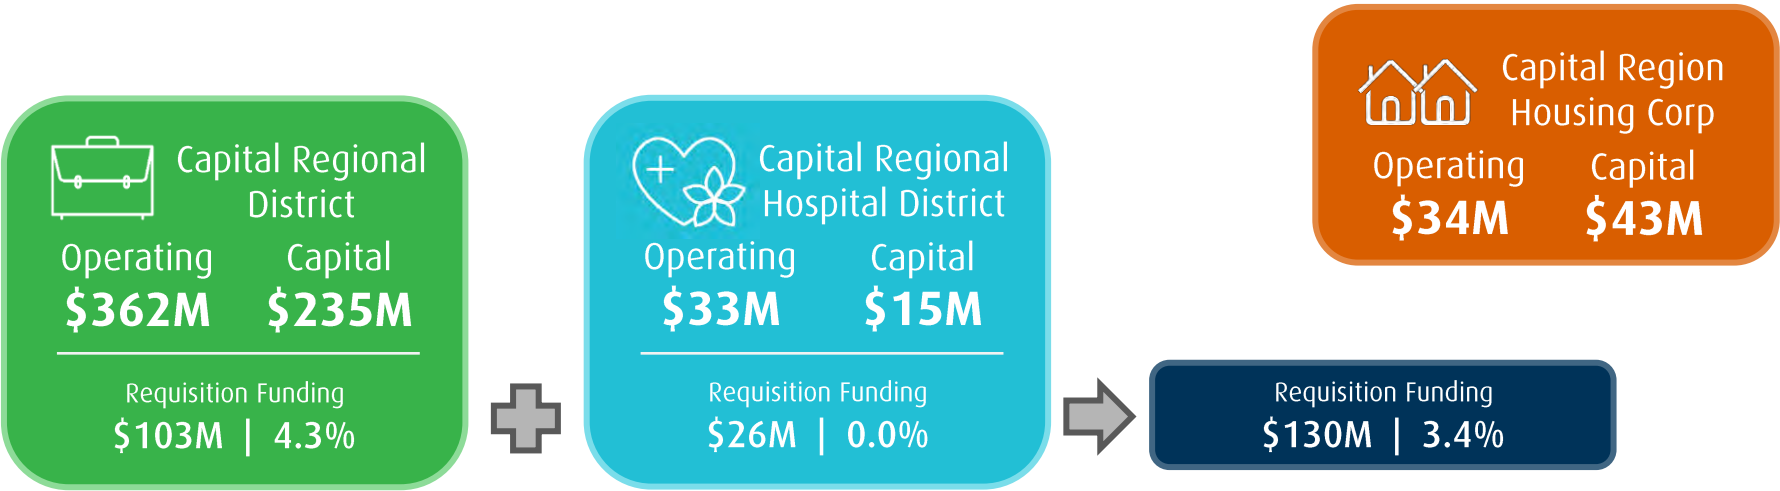 Capital Regional
District
Operating Capital
$362M $235M
Requisition Funding
$103M | 4.3%
Capital Regional
Hospital District
Operating Capital
$33M $15M
Requisition Funding
$26M | 0.0%
Capital Region
Housing Corp
Operating Capital
$34M $43M
Requisition Funding
$130M | 3.4%